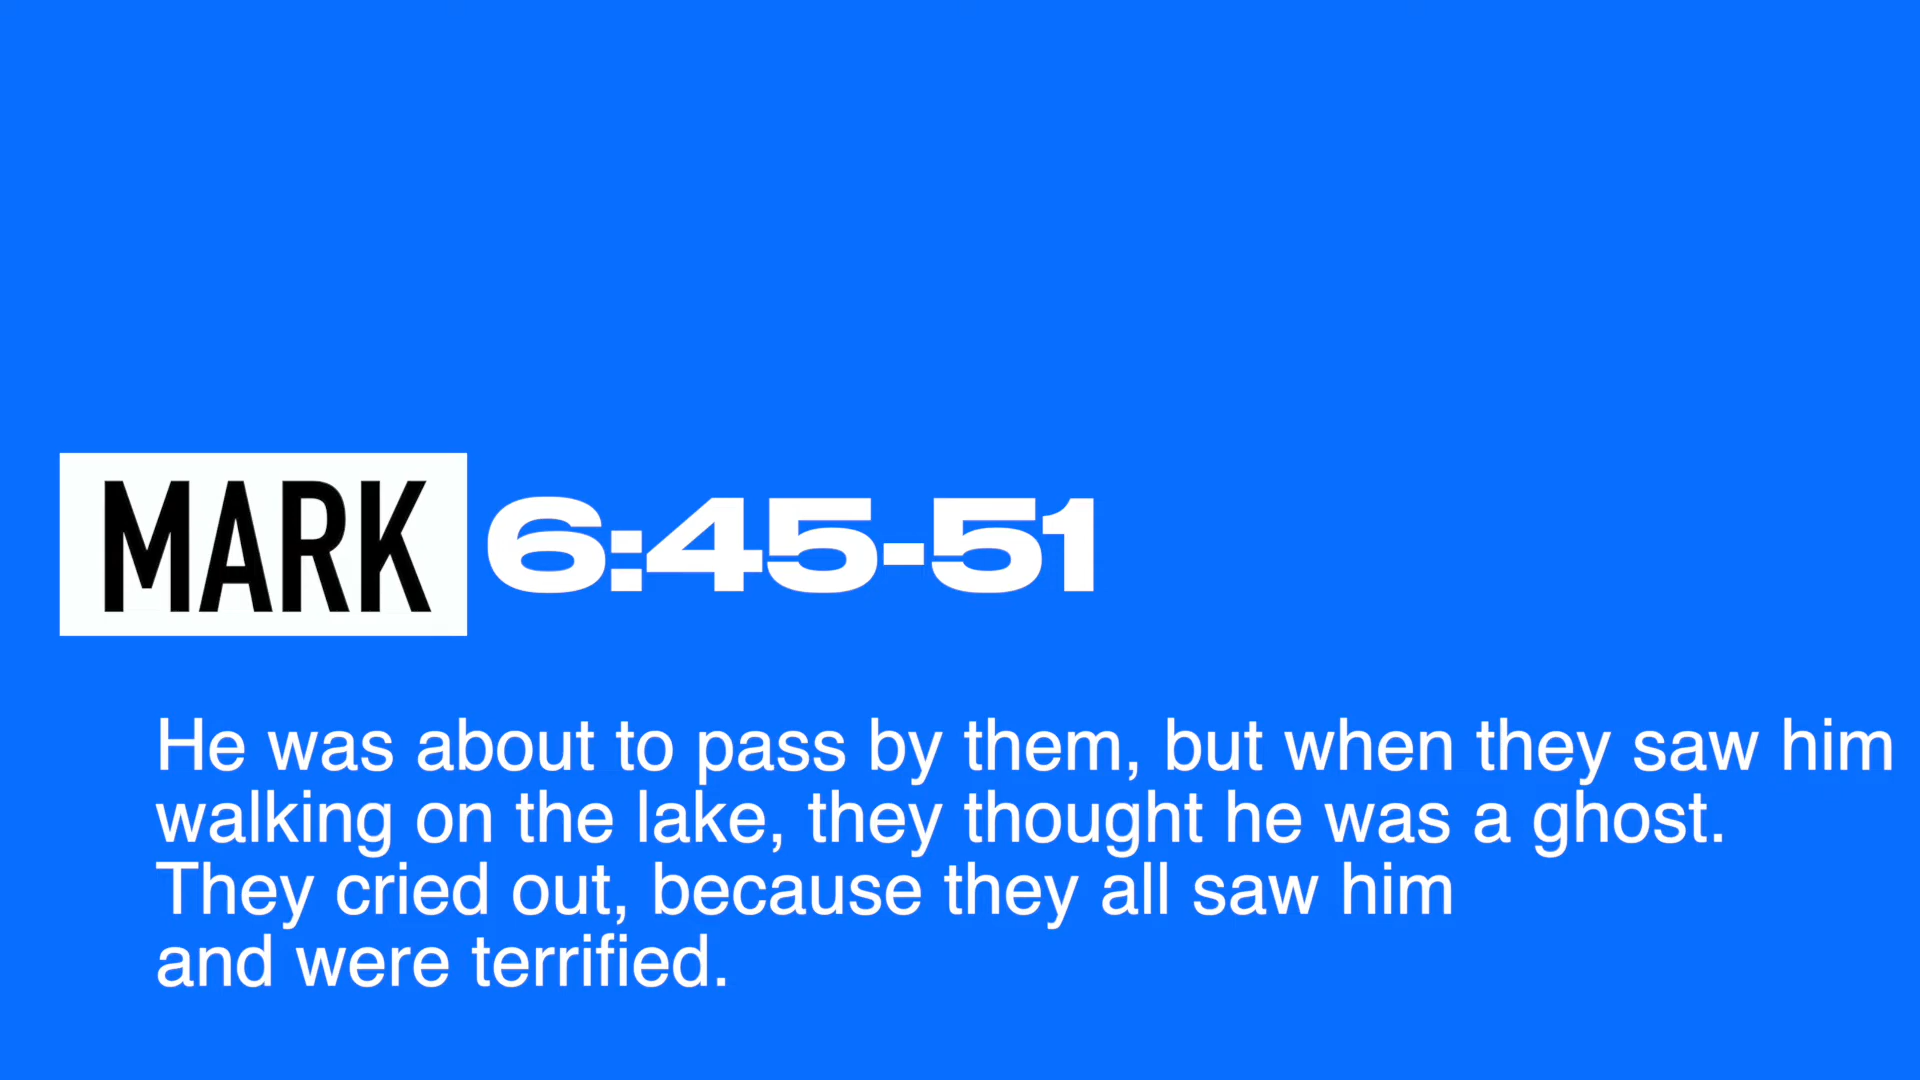 MARK 6:45-51
He was about to pass by them, but when they saw him
walking on the lake, they thought he was a ghost.
They cried out, because they all saw him
and were terrified.